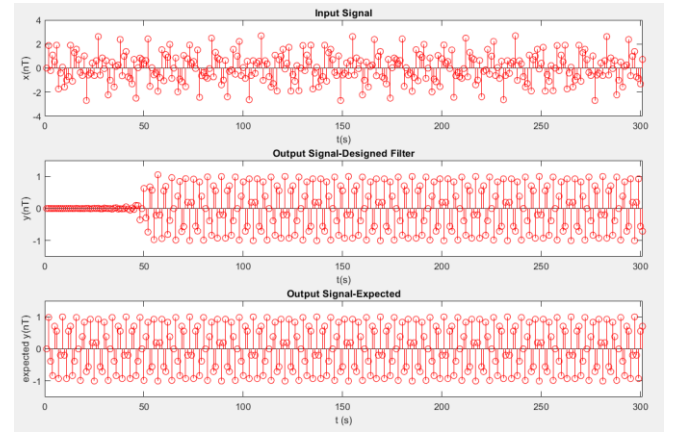 Input Signal
x(nT)
4
2
0
-2
-4
0 50 100 150 200 250 300
t(s)
Output Signal-Designed Filter
y(nT)
1
0
-1
0 50 100 150 200 250 300
t(s)
Output Signal-Expected
expected y(nT)
1
0
-1
0 50 100 150 200 250 300
t (s)